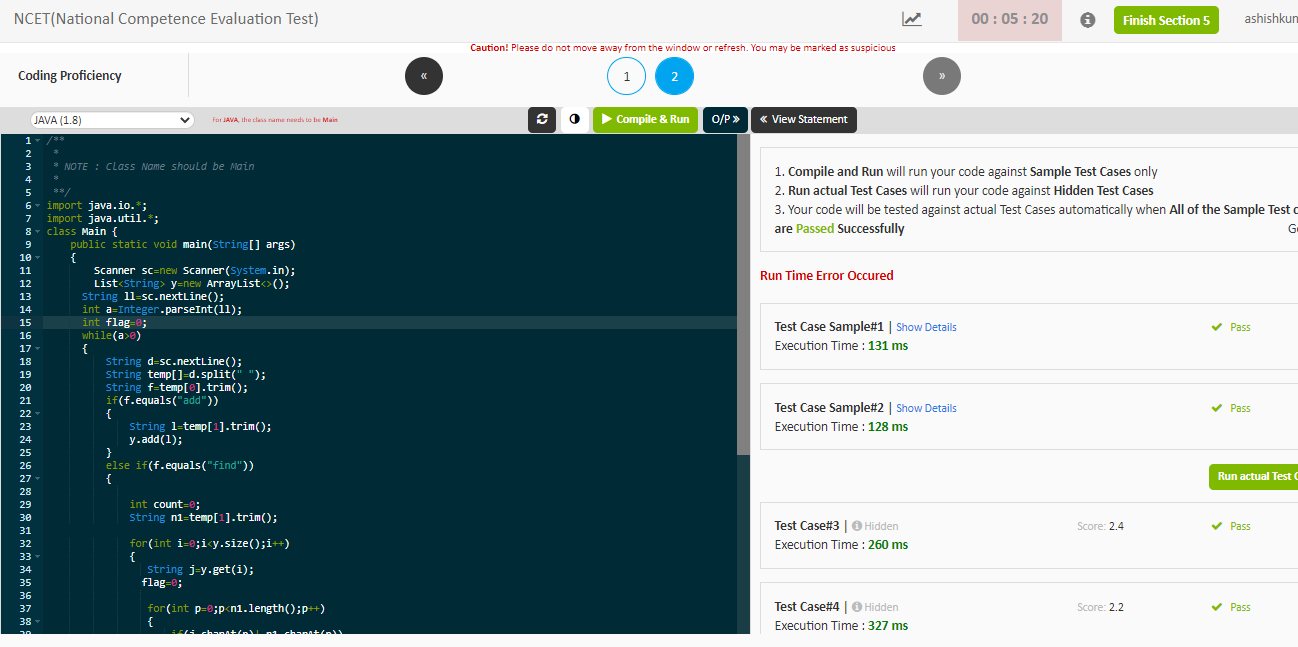 NCET(National Competence Evaluation Test)
00 : 05 : 20
Finish Section 5
ashishkun
Caution! Please do not move away from the window or refresh. You may be marked as suspicious
Coding Proficiency
«
1
2
»
JAVA (1.8)
For JAVA, the class name needs to be Main
Compile & Run
O/P »
« View Statement
1 /**
2 *
3 * NOTE : Class Name should be Main
4 *
5 **/
6 import java.io.*;
7 import java.util.*;
8 class Main {
9 public static void main(String[] args)
10 {
11 Scanner sc=new Scanner(System.in);
12 List<String> y=new ArrayList<>();
13 String ll=sc.nextLine();
14 int a=Integer.parseInt(ll);
15 int flag=0;
16 while(a>0)
17 {
18 String d=sc.nextLine();
19 String temp[]=d.split(" ");
20 String f=temp[0].trim();
21 if(f.equals("add"))
22 {
23 String l=temp[1].trim();
24 y.add(l);
25 }
26 else if(f.equals("find"))
27 {
28
29 int count=0;
30 String n1=temp[1].trim();
31
32 for(int i=0;i<y.size();i++)
33 {
34 String j=y.get(i);
35 flag=0;
36
37 for(int p=0;p<n1.length();p++)
38 {
1. Compile and Run will run your code against Sample Test Cases only
2. Run actual Test Cases will run your code against Hidden Test Cases
3. Your code will be tested against actual Test Cases automatically when All of the Sample Test c
are Passed Successfully
Run Time Error Occured
Test Case Sample#1 | Show Details
Pass
Execution Time : 131 ms
Test Case Sample#2 | Show Details
Pass
Execution Time : 128 ms
Run actual Test
Test Case#3 | Hidden
Score: 2.4
Pass
Execution Time : 260 ms
Test Case#4 | Hidden
Score: 2.2
Pass
Execution Time : 327 ms